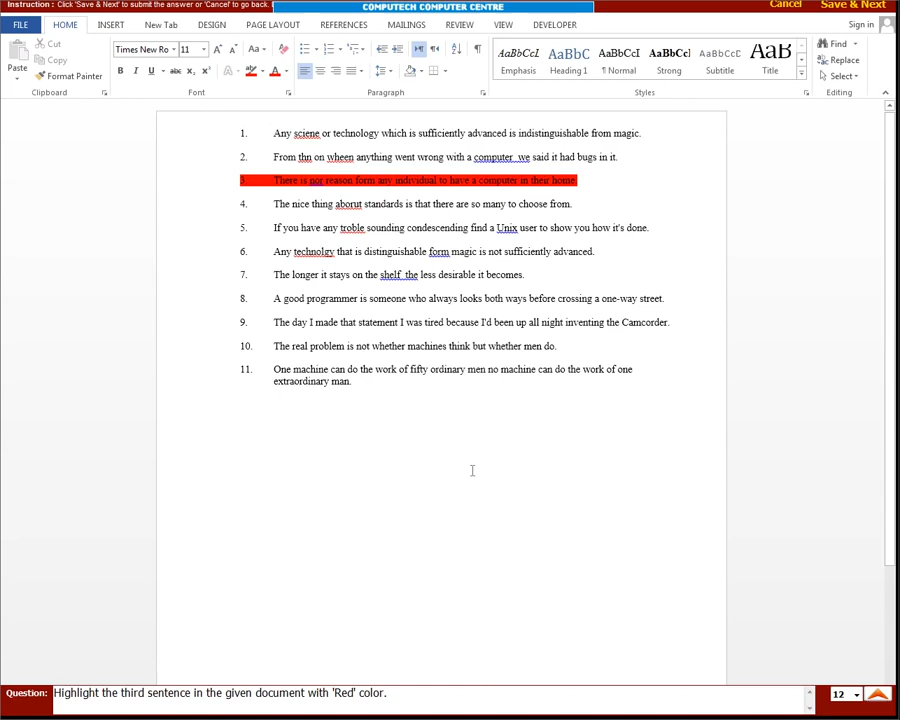 Instruction : Click 'Save & Next' to submit the answer or 'Cancel' to go back.
COMPUTECH COMPUTER CENTRE
Cancel Save & Next
FILE HOME INSERT New Tab DESIGN PAGE LAYOUT REFERENCES MAILINGS REVIEW VIEW DEVELOPER Sign in
Paste Cut Copy Format Painter
Times New Ro 11
Find Replace Select
AaBbCcI AaBbC AaBbCcI AaBbCcI AaBbCcC AaB
Emphasis Heading 1 ¶ Normal Strong Subtitle Title
Clipboard Font Paragraph Styles Editing
1. Any sciene or technology which is sufficiently advanced is indistinguishable from magic.
2. From thn on wheen anything went wrong with a computer we said it had bugs in it.
3. There is nor reason form any individual to have a computer in their home.
4. The nice thing aborut standards is that there are so many to choose from.
5. If you have any troble sounding condescending find a Unix user to show you how it's done.
6. Any technolgy that is distinguishable form magic is not sufficiently advanced.
7. The longer it stays on the shelf the less desirable it becomes.
8. A good programmer is someone who always looks both ways before crossing a one-way street.
9. The day I made that statement I was tired because I'd been up all night inventing the Camcorder.
10. The real problem is not whether machines think but whether men do.
11. One machine can do the work of fifty ordinary men no machine can do the work of one
extraordinary man.
Question: Highlight the third sentence in the given document with 'Red' color.
12